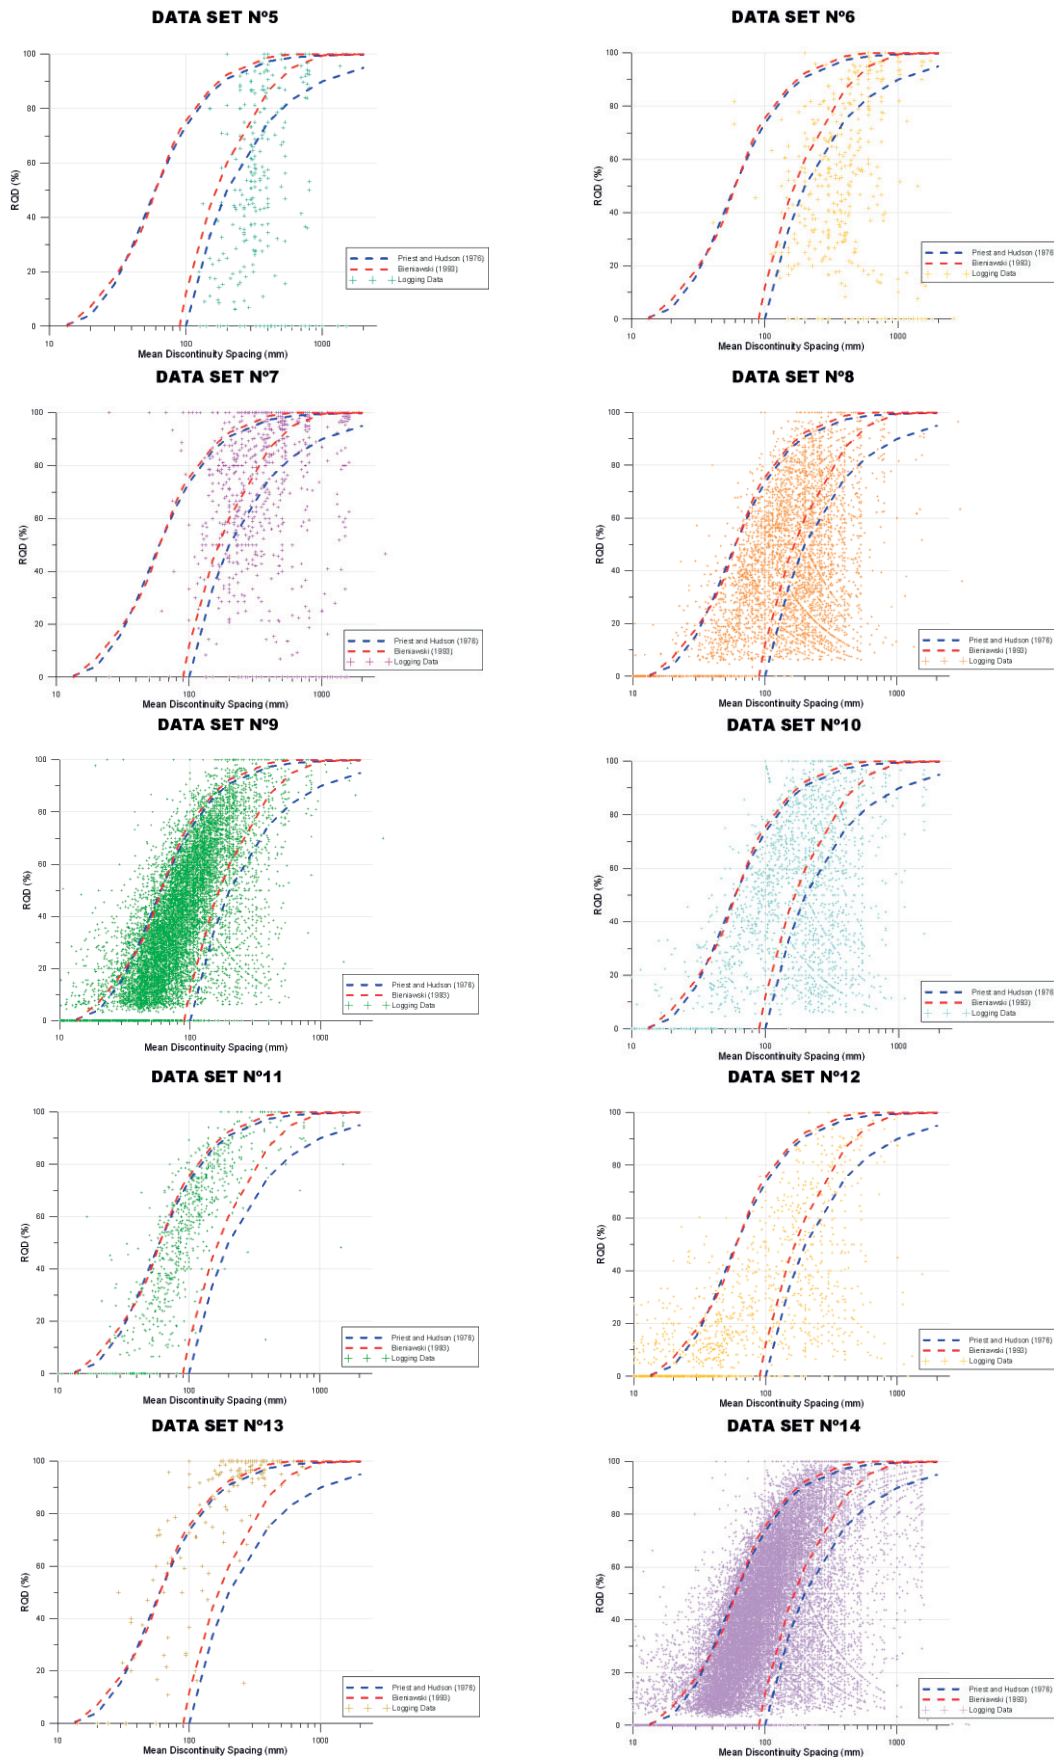 DATA SET Nº5
100
80
60
40
20
0
RQD (%)
10
100
1000
Mean Discontinuity Spacing (mm)
Priest and Hudson (1976)
Bieniawski (1993)
Logging Data
DATA SET Nº6
100
80
60
40
20
0
RQD (%)
10
100
1000
Mean Discontinuity Spacing (mm)
Priest and Hudson (1976)
Bieniawski (1993)
Logging Data
DATA SET Nº7
100
80
60
40
20
0
RQD (%)
10
100
1000
Mean Discontinuity Spacing (mm)
Priest and Hudson (1976)
Bieniawski (1993)
Logging Data
DATA SET Nº8
100
80
60
40
20
0
RQD (%)
10
100
1000
Mean Discontinuity Spacing (mm)
Priest and Hudson (1976)
Bieniawski (1993)
Logging Data
DATA SET Nº9
100
80
60
40
20
0
RQD (%)
10
100
1000
Mean Discontinuity Spacing (mm)
Priest and Hudson (1976)
Bieniawski (1993)
Logging Data
DATA SET Nº10
100
80
60
40
20
0
RQD (%)
10
100
1000
Mean Discontinuity Spacing (mm)
Priest and Hudson (1976)
Bieniawski (1993)
Logging Data
DATA SET Nº11
100
80
60
40
20
0
RQD (%)
10
100
1000
Mean Discontinuity Spacing (mm)
Priest and Hudson (1976)
Bieniawski (1993)
Logging Data
DATA SET Nº12
100
80
60
40
20
0
RQD (%)
10
100
1000
Mean Discontinuity Spacing (mm)
Priest and Hudson (1976)
Bieniawski (1993)
Logging Data
DATA SET Nº13
100
80
60
40
20
0
RQD (%)
10
100
1000
Mean Discontinuity Spacing (mm)
Priest and Hudson (1976)
Bieniawski (1993)
Logging Data
DATA SET Nº14
100
80
60
40
20
0
RQD (%)
10
100
1000
Mean Discontinuity Spacing (mm)
Priest and Hudson (1976)
Bieniawski (1993)
Logging Data